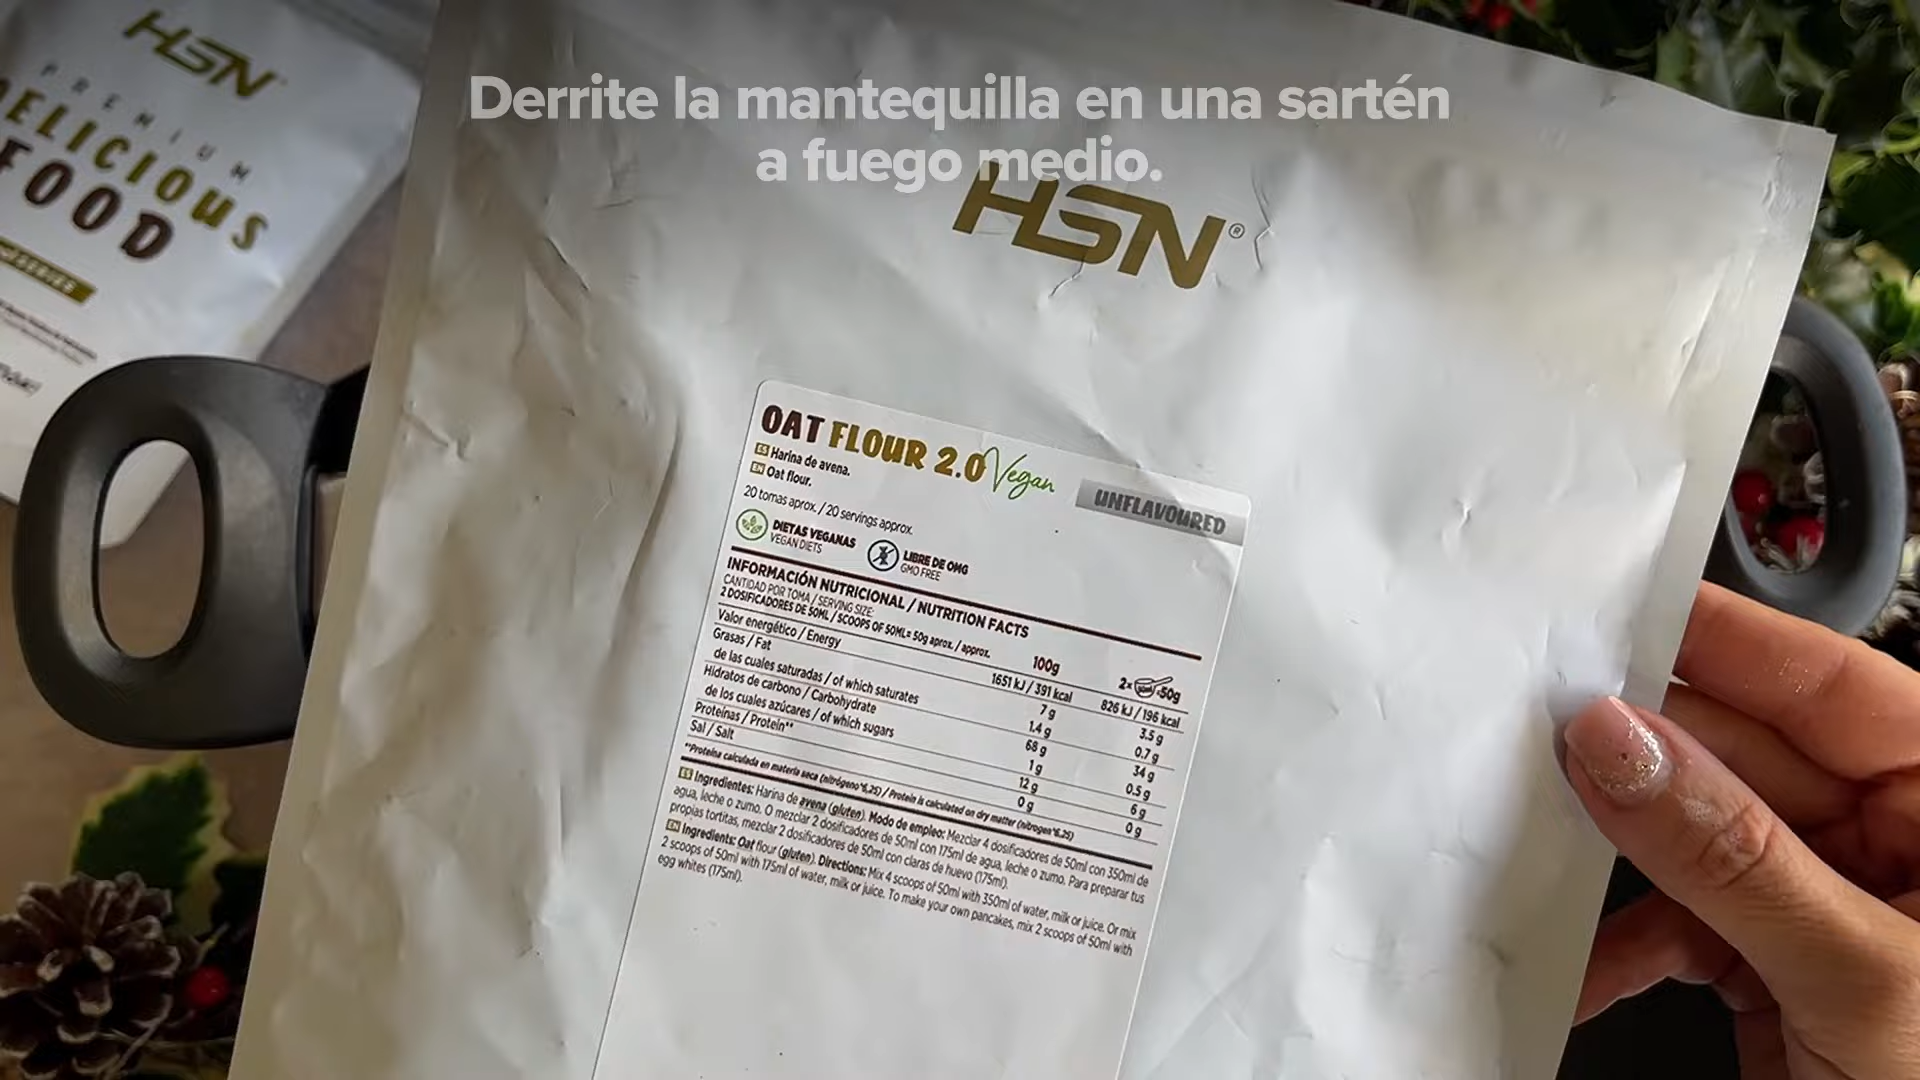 Derrite la mantequilla en una sartén
a fuego medio.
HSN
PREMIUM
DELICIOUS
FOOD
HSN®
OAT FLOUR 2.0 Vegan
UNFLAVOURED
ES Harina de avena.
EN Oat flour.
20 tomas aprox. / 20 servings approx.
DIETAS VEGANAS
VEGAN DIETS
LIBRE DE OMG
GMO FREE
INFORMACIÓN NUTRICIONAL / NUTRITION FACTS
CANTIDAD POR TOMA / SERVING SIZE:
2 DOSIFICADORES DE 50ML / SCOOPS OF 50ML= 50g aprox. / approx.
100g 2x 50ml =50g
Valor energético / Energy 1651 kJ / 391 kcal 826 kJ / 196 kcal
Grasas / Fat 7 g 3.5 g
de las cuales saturadas / of which saturates 1.4 g 0.7 g
Hidratos de carbono / Carbohydrate 68 g 34 g
de los cuales azúcares / of which sugars 1 g 0.5 g
Proteínas / Protein** 12 g 6 g
Sal / Salt 0 g 0 g
**Proteína calculada en materia seca (nitrógeno*6,25) / Protein is calculated on dry matter (nitrogen*6.25)
ES Ingredientes: Harina de avena (gluten). Modo de empleo: Mezclar 4 dosificadores de 50ml con 350ml de
agua, leche o zumo. O mezclar 2 dosificadores de 50ml con 175ml de agua, leche o zumo. Para preparar tus
propias tortitas, mezclar 2 dosificadores de 50ml con claras de huevo (175ml).
EN Ingredients: Oat flour (gluten). Directions: Mix 4 scoops of 50ml with 350ml of water, milk or juice. Or mix
2 scoops of 50ml with 175ml of water, milk or juice. To make your own pancakes, mix 2 scoops of 50ml with
egg whites (175ml).